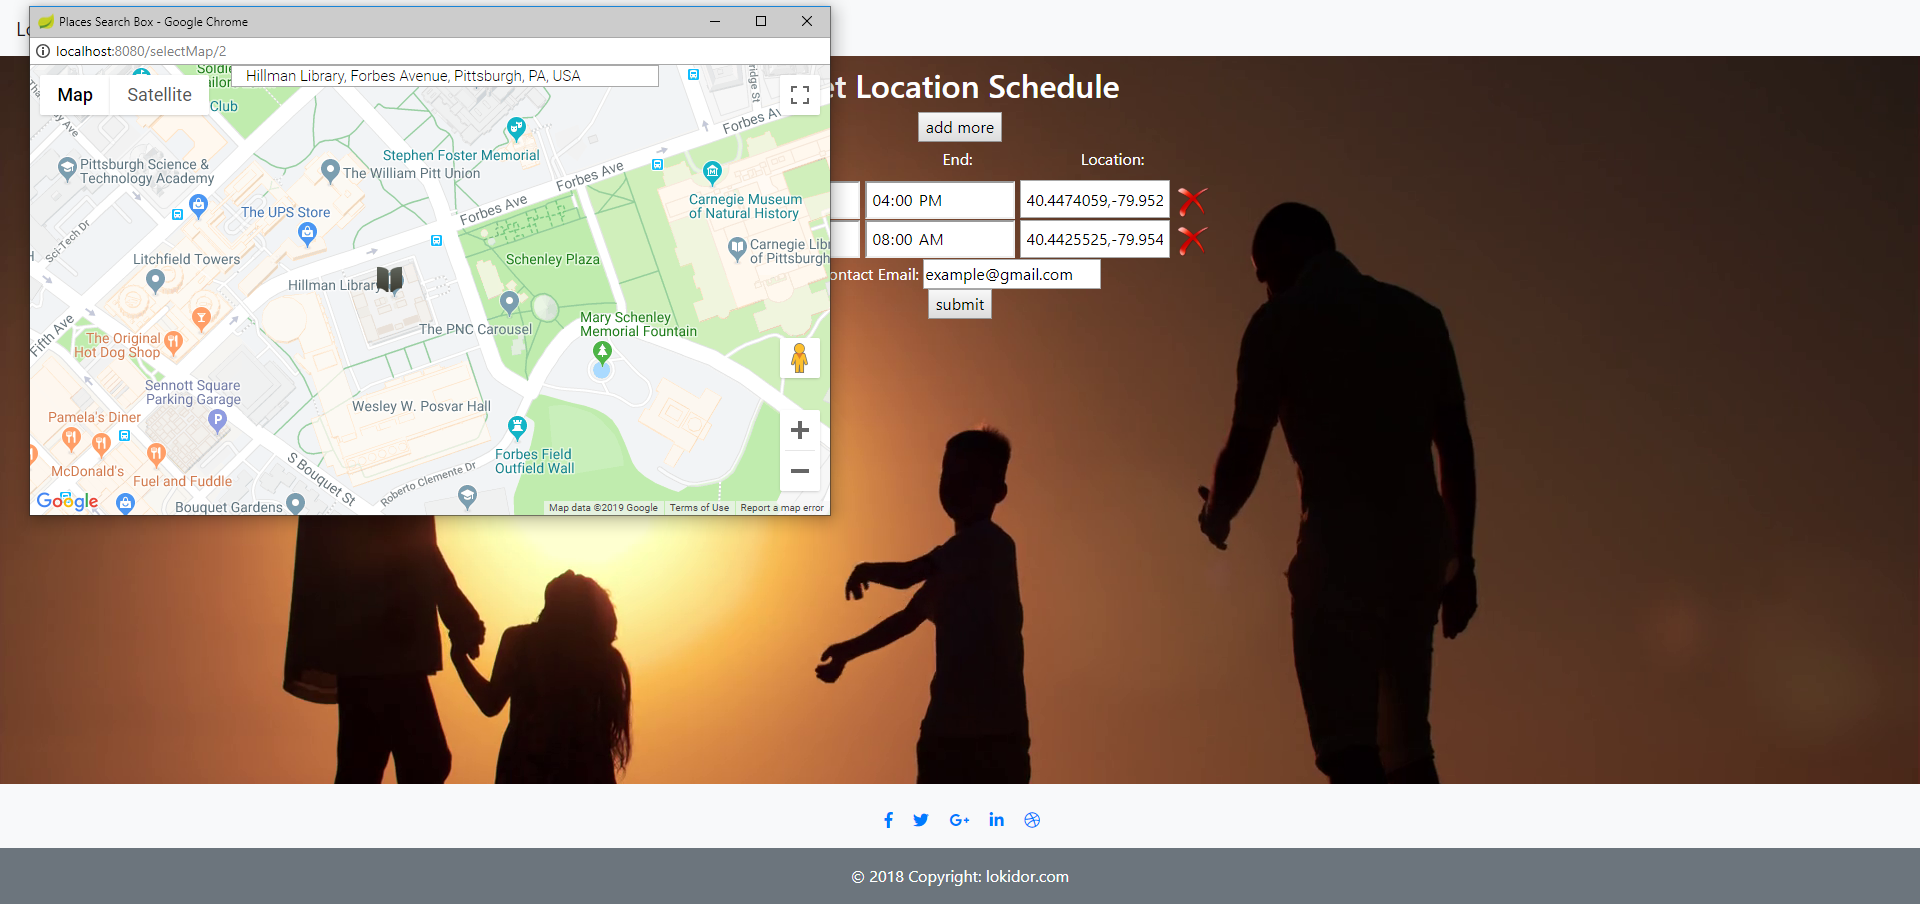 Places Search Box - Google Chrome
localhost:8080/selectMap/2
Hillman Library, Forbes Avenue, Pittsburgh, PA, USA
Map
Satellite
Club
Stephen Foster Memorial
The William Pitt Union
Pittsburgh Science &
Technology Academy
Forbes Ave
Forbes Ave
Forbes Av
Carnegie Museum
of Natural History
The UPS Store
Sci-Tech Dr
Litchfield Towers
Schenley Plaza
Carnegie Lib
of Pittsburgh
Hillman Library
The PNC Carousel
Mary Schenley
Memorial Fountain
Fifth Ave
The Original
Hot Dog Shop
Sennott Square
Parking Garage
Wesley W. Posvar Hall
Pamela's Diner
McDonald's
Fuel and Fuddle
S Bouquet St
Roberto Clemente Dr
Forbes Field
Outfield Wall
Bouquet Gardens
Google
Map data ©2019 Google
Terms of Use
Report a map error
et Location Schedule
add more
End:
Location:
04:00 PM
40.4474059,-79.952
08:00 AM
40.4425525,-79.954
ontact Email:
example@gmail.com
submit
© 2018 Copyright: lokidor.com